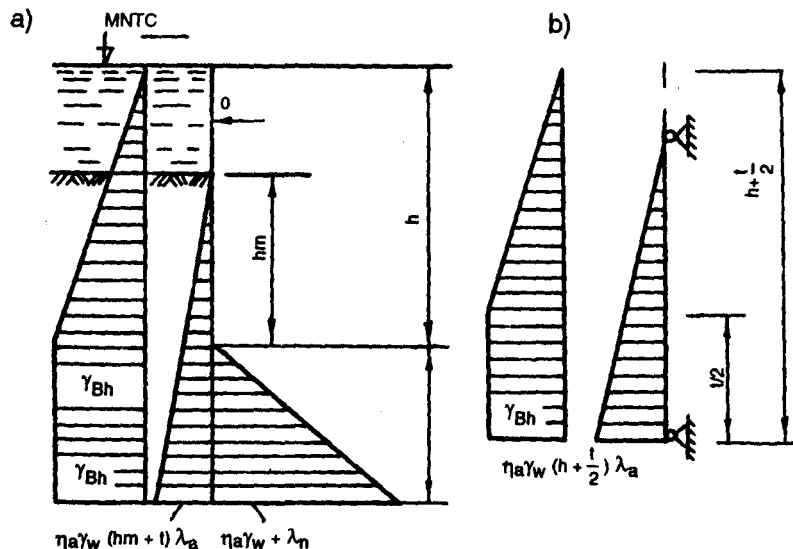 a)
MNTC
b)
0
hm
h
h+t/2
t/2
γBh
γBh
γBh
ηaγw (hm + t) λa
ηaγw + λn
ηaγw (h + t/2) λa